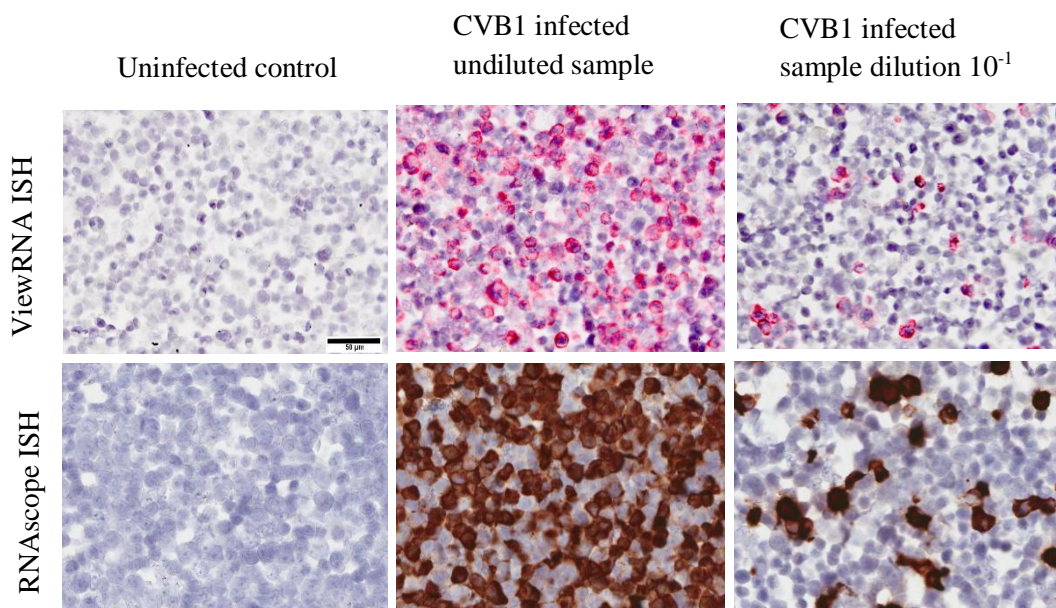 Uninfected control
CVB1 infected
undiluted sample
CVB1 infected
sample dilution 10⁻¹
ViewRNA ISH
50 µm
RNAscope ISH